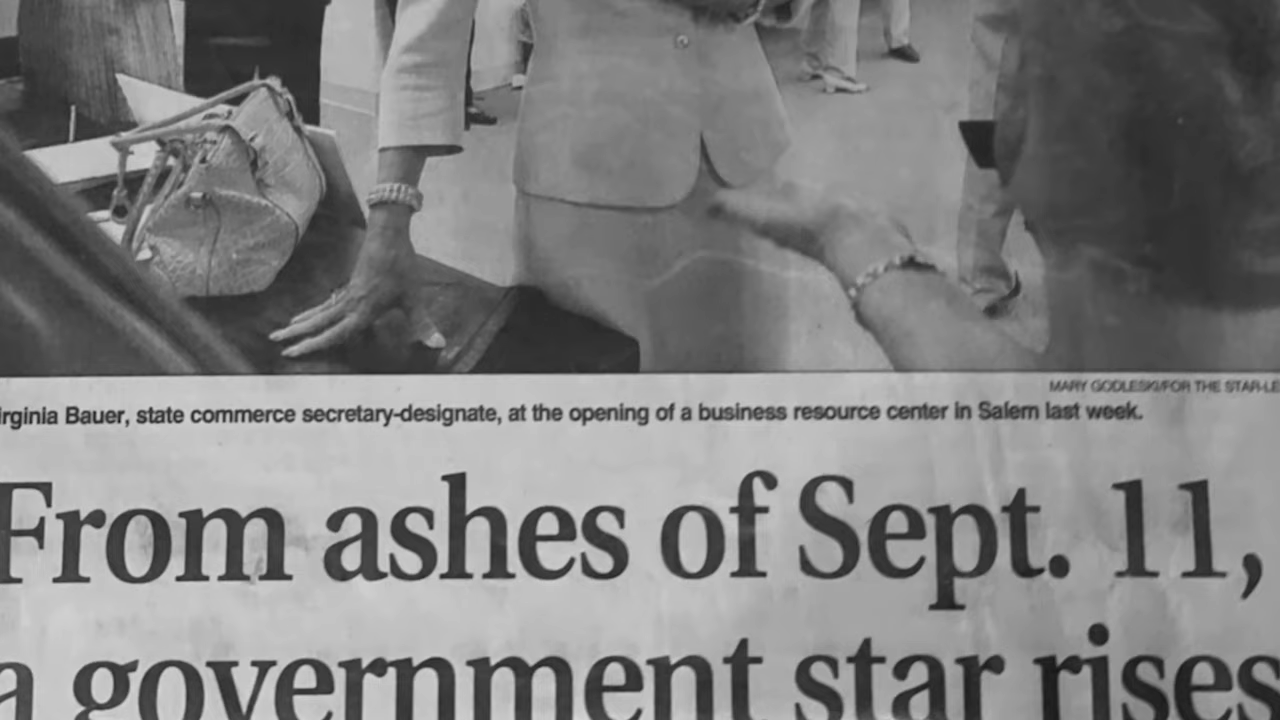 MARY GODLESKI/FOR THE STAR-LE
irginia Bauer, state commerce secretary-designate, at the opening of a business resource center in Salem last week.
From ashes of Sept. 11,
a government star rises